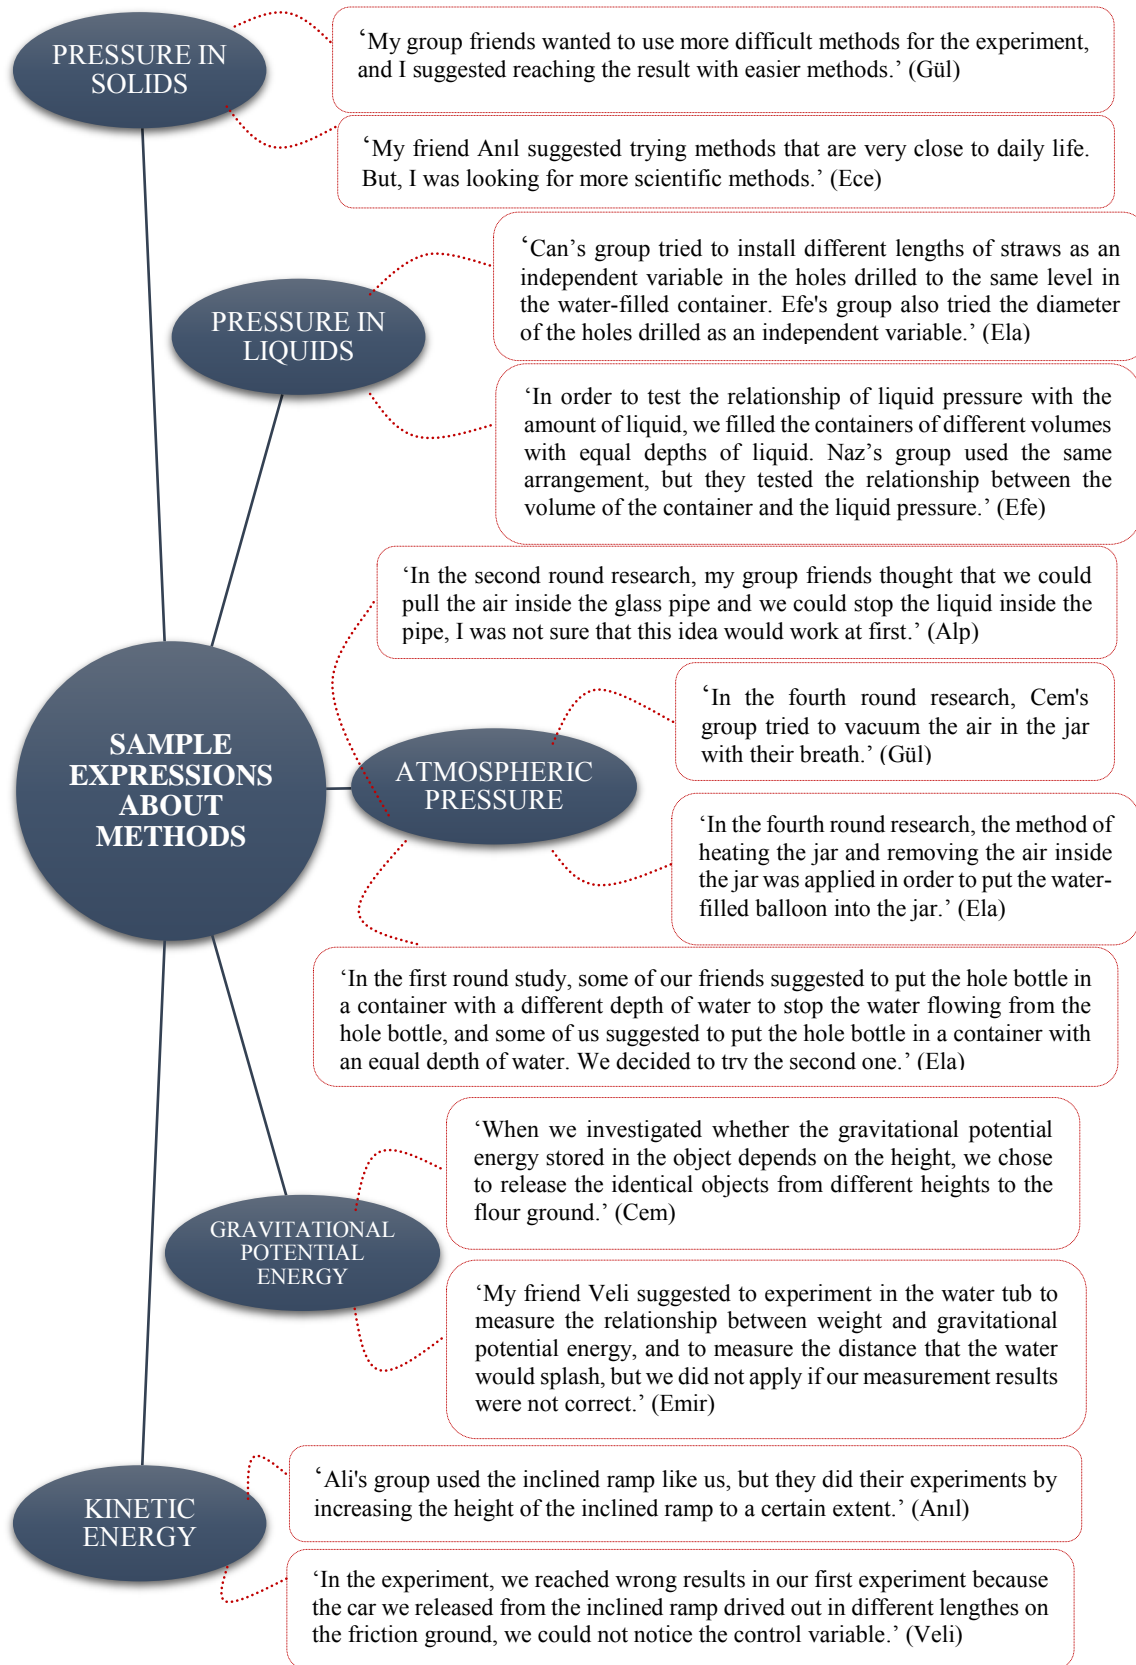 PRESSURE IN
SOLIDS
‘My group friends wanted to use more difficult methods for the experiment,
and I suggested reaching the result with easier methods.’ (Gül)
‘My friend Anıl suggested trying methods that are very close to daily life.
But, I was looking for more scientific methods.’ (Ece)
PRESSURE IN
LIQUIDS
‘Can’s group tried to install different lengths of straws as an
independent variable in the holes drilled to the same level in
the water-filled container. Efe's group also tried the diameter
of the holes drilled as an independent variable.’ (Ela)
‘In order to test the relationship of liquid pressure with the
amount of liquid, we filled the containers of different volumes
with equal depths of liquid. Naz’s group used the same
arrangement, but they tested the relationship between the
volume of the container and the liquid pressure.’ (Efe)
SAMPLE
EXPRESSIONS
ABOUT
METHODS
ATMOSPHERIC
PRESSURE
‘In the second round research, my group friends thought that we could
pull the air inside the glass pipe and we could stop the liquid inside the
pipe, I was not sure that this idea would work at first.’ (Alp)
‘In the fourth round research, Cem's
group tried to vacuum the air in the jar
with their breath.’ (Gül)
‘In the fourth round research, the method of
heating the jar and removing the air inside
the jar was applied in order to put the water-
filled balloon into the jar.’ (Ela)
‘In the first round study, some of our friends suggested to put the hole bottle in
a container with a different depth of water to stop the water flowing from the
hole bottle, and some of us suggested to put the hole bottle in a container with
an equal depth of water. We decided to try the second one.’ (Ela)
GRAVITATIONAL
POTENTIAL
ENERGY
‘When we investigated whether the gravitational potential
energy stored in the object depends on the height, we chose
to release the identical objects from different heights to the
flour ground.’ (Cem)
‘My friend Veli suggested to experiment in the water tub to
measure the relationship between weight and gravitational
potential energy, and to measure the distance that the water
would splash, but we did not apply if our measurement results
were not correct.’ (Emir)
KINETIC
ENERGY
‘Ali's group used the inclined ramp like us, but they did their experiments by
increasing the height of the inclined ramp to a certain extent.’ (Anıl)
‘In the experiment, we reached wrong results in our first experiment because
the car we released from the inclined ramp drived out in different lengthes on
the friction ground, we could not notice the control variable.’ (Veli)